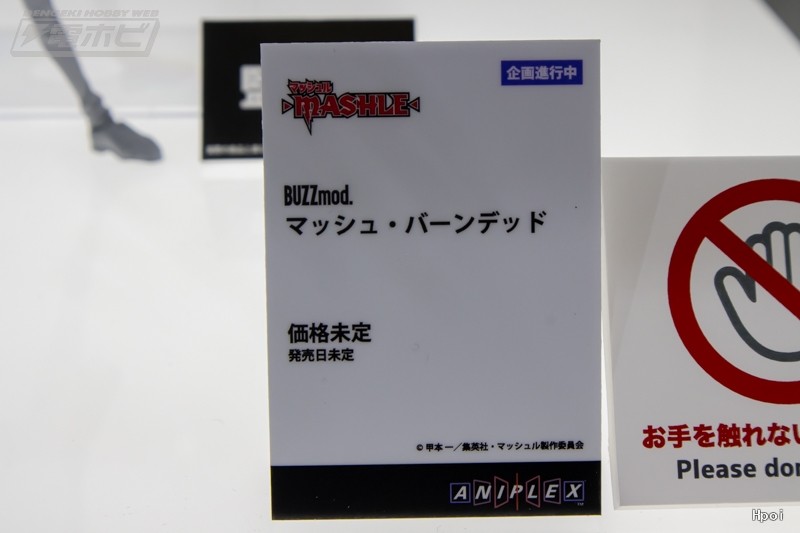 DENGEKI HOBBY WEB
電ホビ
企画進行中
マッシュル
MASHLE
BUZZmod.
マッシュ・バーンデッド
価格未定
発売日未定
© 甲本 一／集英社・マッシュル製作委員会
ANIPLEX
お手を触れな
Please do
Hpoi